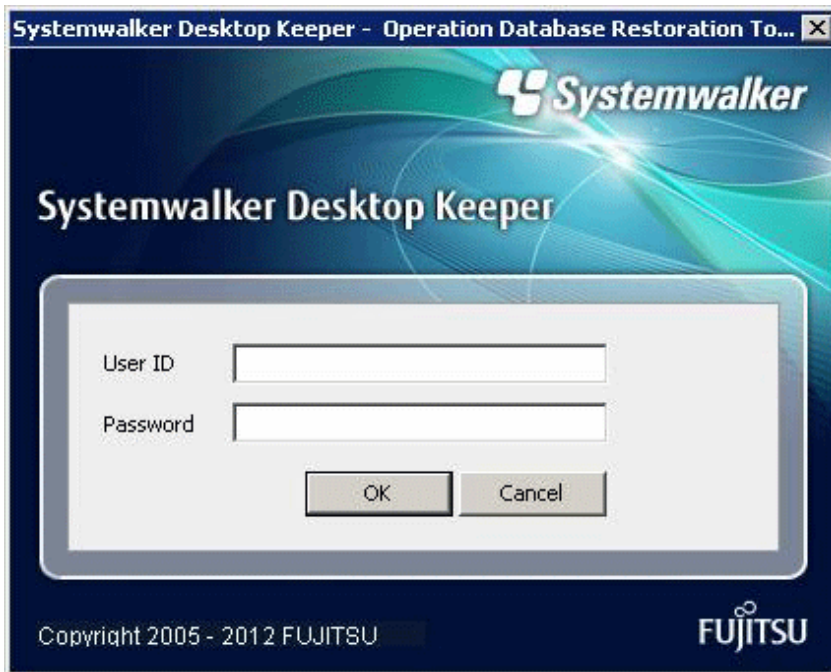 Systemwalker Desktop Keeper - Operation Database Restoration To...
Systemwalker
Systemwalker Desktop Keeper
User ID
Password
OK Cancel
Copyright 2005 - 2012 FUJITSU
FUJITSU